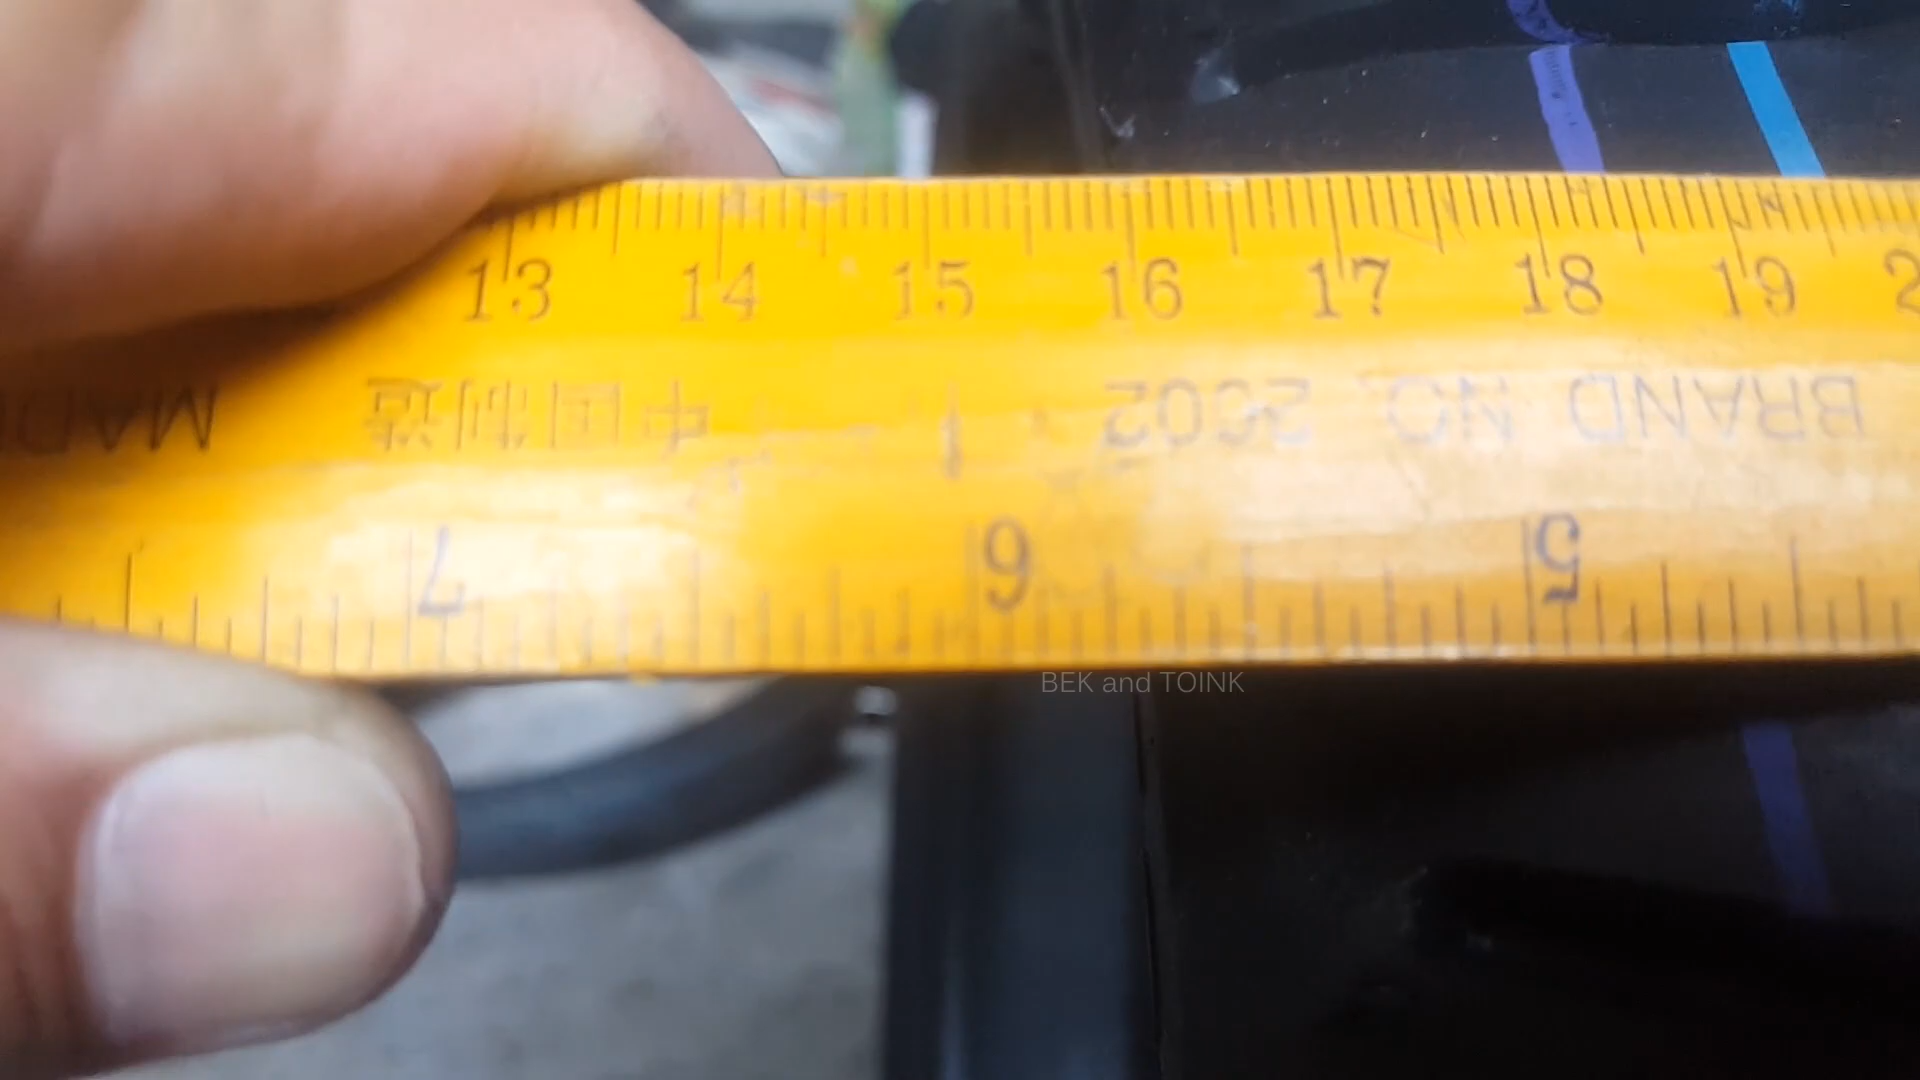 13 14 15 16 17 18 19
BRAND NO. 2002 中国制造
7 6 5
BEK and TOINK